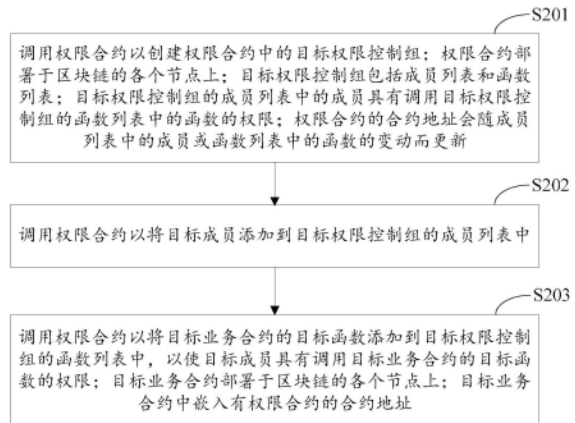 S201
调用权限合约以创建权限合约中的目标权限控制组；权限合约部
署于区块链的各个节点上；目标权限控制组包括成员列表和函数
列表；目标权限控制组的成员列表中的成员具有调用目标权限控
制组的函数列表中的函数的权限；权限合约的合约地址会随成员
列表中的成员或函数列表中的函数的变动而更新
S202
调用权限合约以将目标成员添加到目标权限控制组的成员列表中
S203
调用权限合约以将目标业务合约的目标函数添加到目标权限控制
组的函数列表中，以使目标成员具有调用目标业务合约的目标函
数的权限；目标业务合约部署于区块链的各个节点上；目标业务
合约中嵌入有权限合约的合约地址